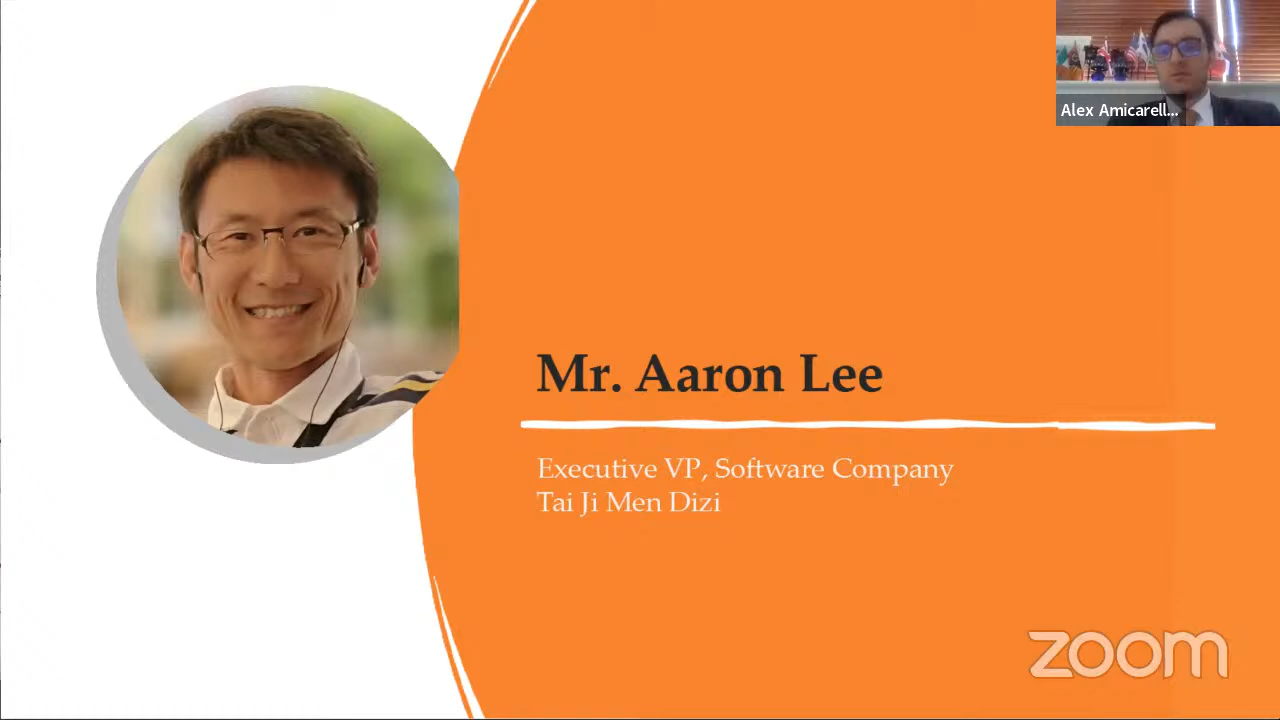 Alex Amicarell...
Mr. Aaron Lee
Executive VP, Software Company
Tai Ji Men Dizi
zoom